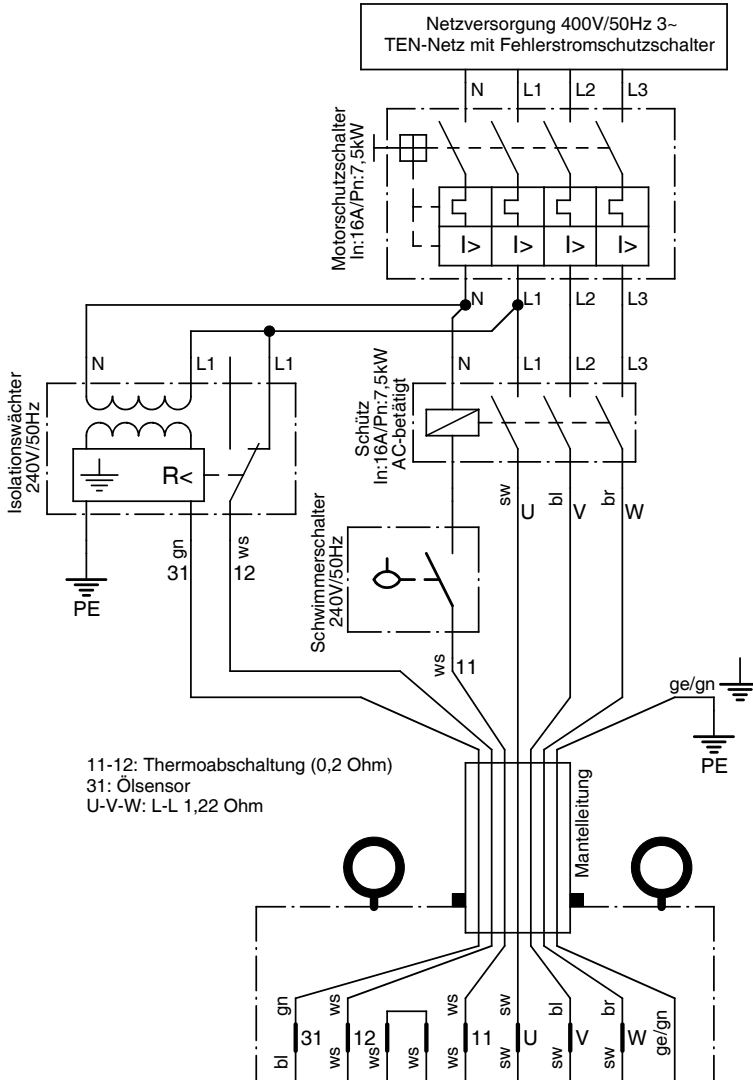 Netzversorgung 400V/50Hz 3~
TEN-Netz mit Fehlerstromschutzschalter
N
L1
L2
L3
Motorschutzschalter
In:16A/Pn:7,5kW
I>
I>
I>
I>
N
L1
L2
L3
N
L1
L1
N
L1
L2
L3
Isolationswächter
240V/50Hz
R<
Schütz
In:16A/Pn:7,5kW
AC-betätigt
sw
U
bl
V
br
W
Schwimmerschalter
240V/50Hz
gn
31
ws
12
PE
ws
11
ge/gn
PE
11-12: Thermoabschaltung (0,2 Ohm)
31: Ölsensor
U-V-W: L-L 1,22 Ohm
Mantelleitung
gn
ws
ws
sw
bl
br
31
12
11
U
V
W
ge/gn
bl
ws
ws
ws
ws
sw
sw
sw